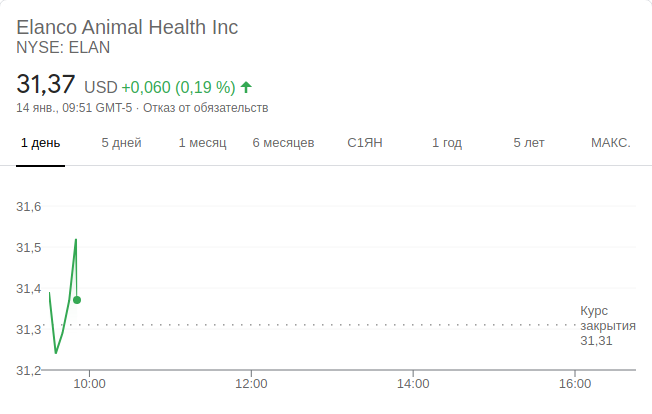 Elanco Animal Health Inc
NYSE: ELAN
31,37 USD +0,060 (0,19 %)
14 янв., 09:51 GMT-5 · Отказ от обязательств
1 день 5 дней 1 месяц 6 месяцев С1ЯН 1 год 5 лет МАКС.
31,6
31,5
31,4
31,3
31,2
Курс
закрытия
31,31
10:00 12:00 14:00 16:00